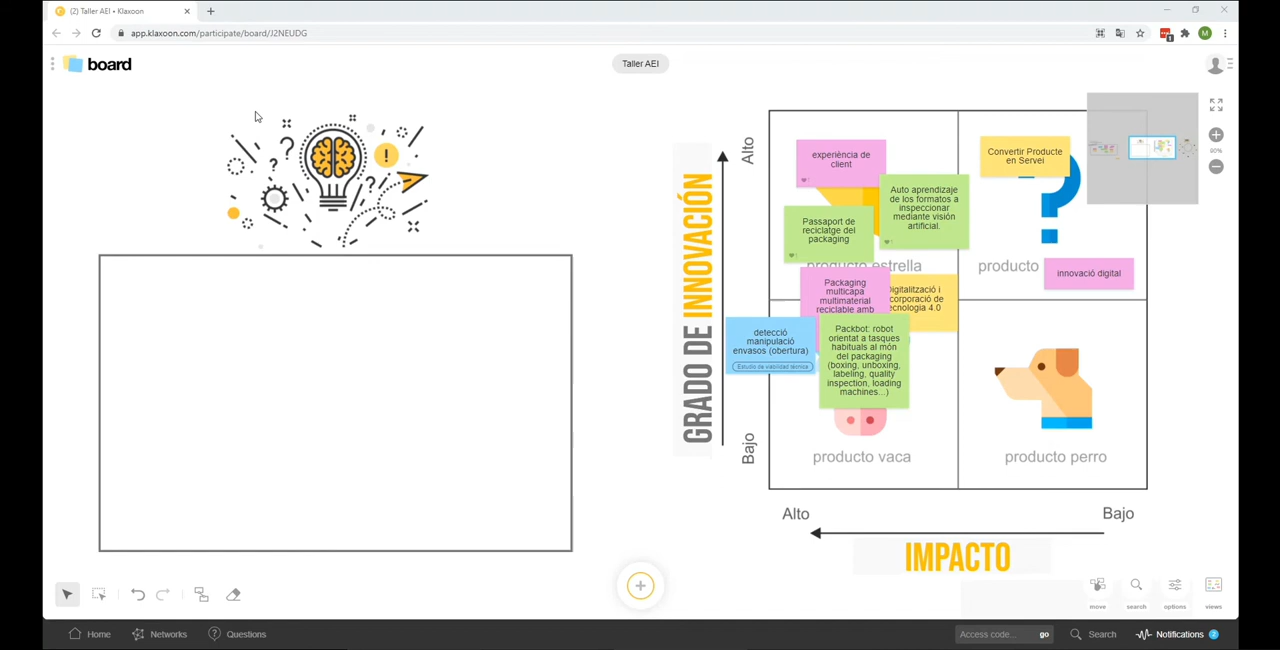 (2) Taller AEI • Klaxoon
app.klaxoon.com/participate/board/J2NEUDG
board
Taller AEI
GRADO DE INNOVACIÓN
Alto
Bajo
experiència de
client
Auto aprendizaje
de los formatos a
inspeccionar
mediante visión
artificial.
Passaport de
reciclatge del
packaging
producto estrella
Convertir Producte
en Servei
producto
innovació digital
90%
Packaging
multicapa
multimaterial
reciclable amb
Digitalització i
corporació de
ecnologia 4.0
detecció
manipulació
envasos (obertura)
Estudio de viabilidad técnica
Packbot: robot
orientat a tasques
habituals al món
del packaging
(boxing, unboxing,
labeling, quality
inspection, loading
machines...)
producto vaca
producto perro
Alto
Bajo
IMPACTO
move
search
options
views
Home
Networks
Questions
Access code...
go
Search
Notifications
2